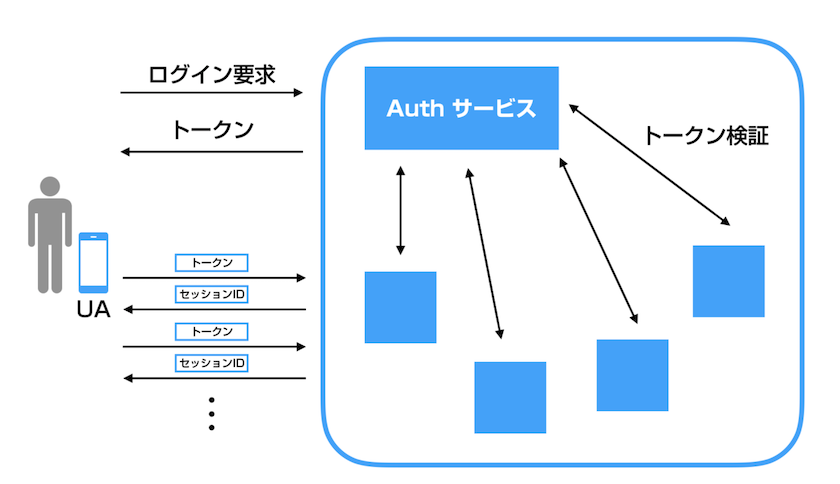 ログイン要求
トークン
Auth サービス
トークン検証
トークン
セッションID
トークン
セッションID
UA